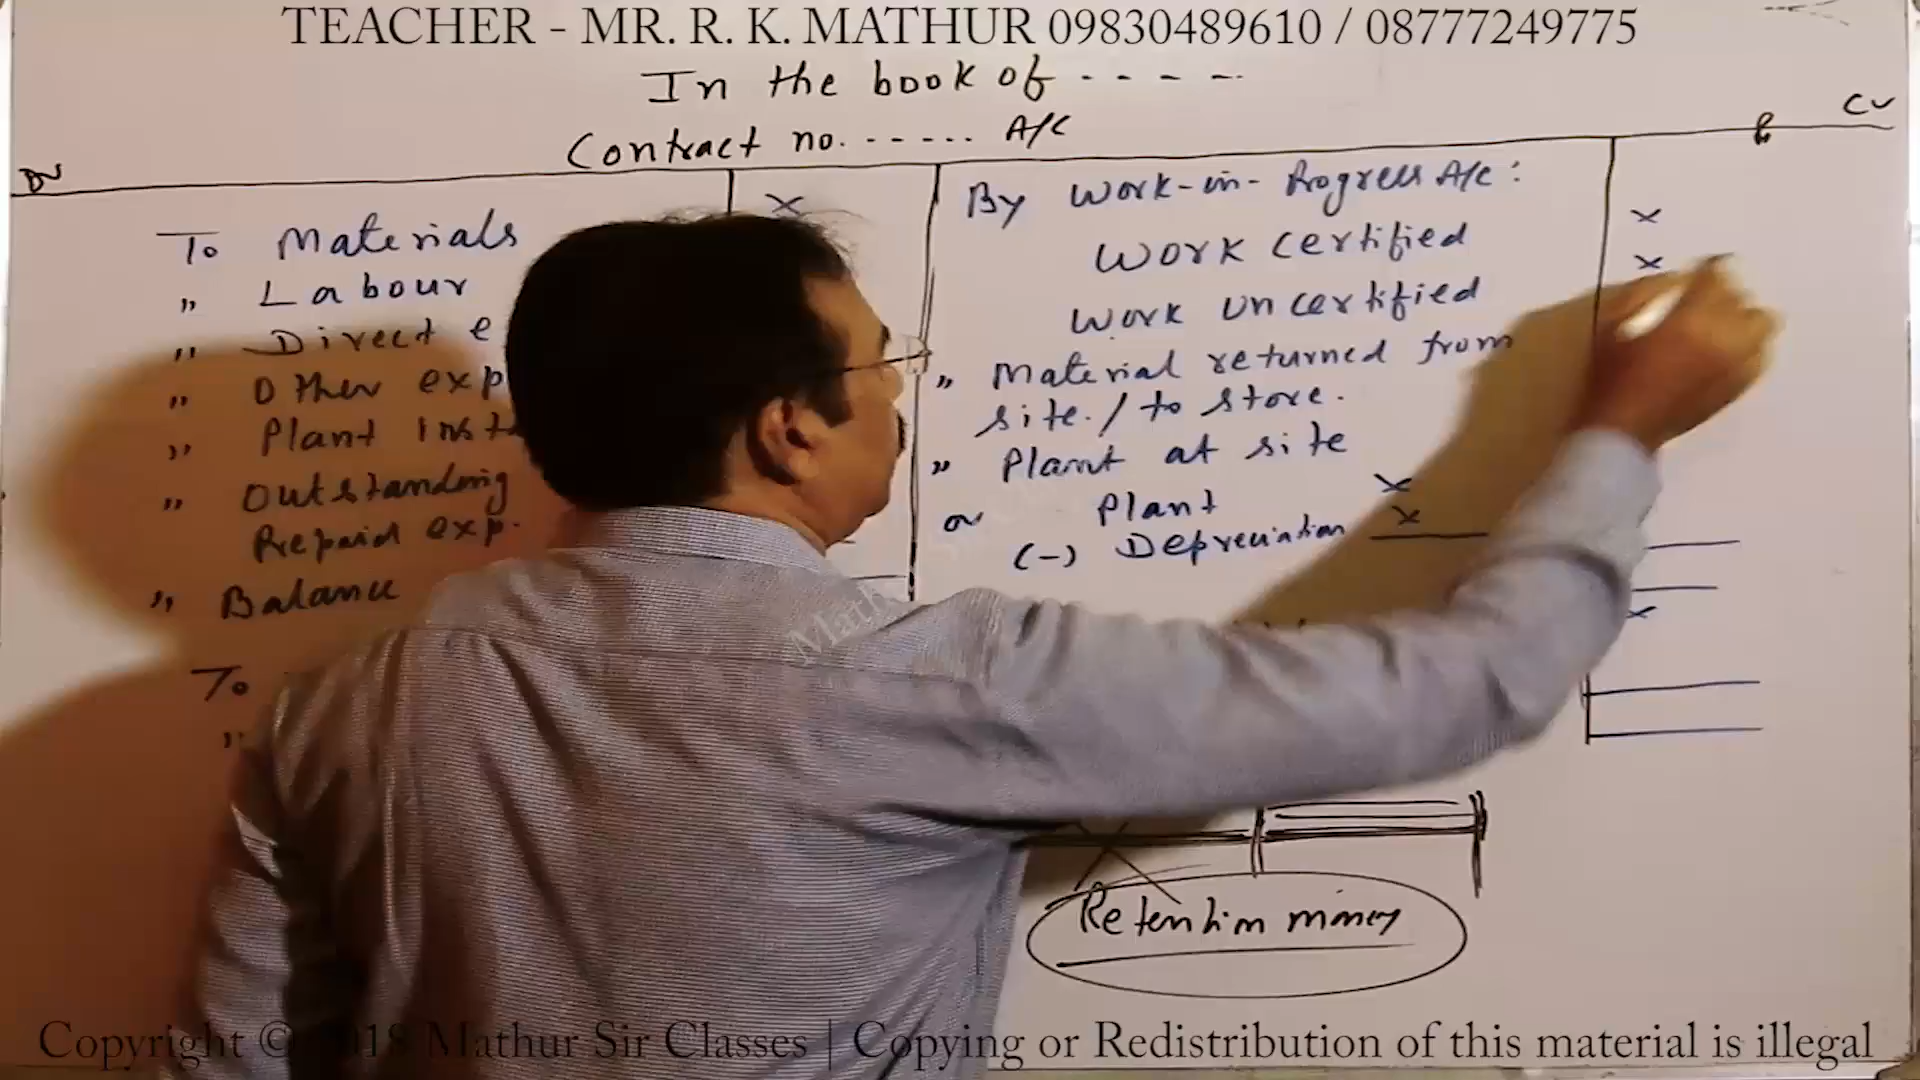 TEACHER - MR. R. K. MATHUR 09830489610 / 08777249775
In the book of - - - - -
Contract no. ...... A/c
Dr
Cr
To Materials
" Labour
" Direct e
" Other exp
" Plant Inst
" Outstanding
Prepaid exp.
" Balance
To
"
By Work-in-Progress A/c:
Work certified
Work uncertified
" Material returned from
site. / to store.
" Plant at site
or Plant x
(-) Depreciation x
Retention money
Copyright © 2018 Mathur Sir Classes | Copying or Redistribution of this material is illegal